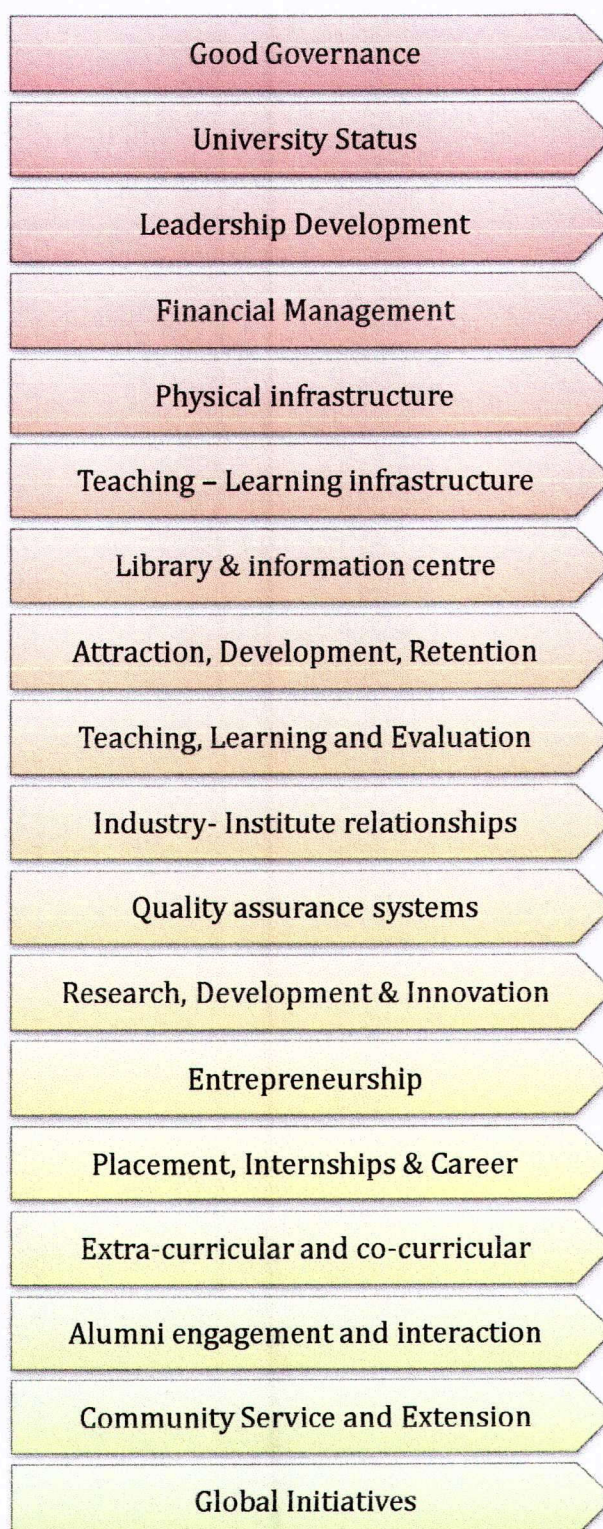 Good Governance
University Status
Leadership Development
Financial Management
Physical infrastructure
Teaching – Learning infrastructure
Library & information centre
Attraction, Development, Retention
Teaching, Learning and Evaluation
Industry- Institute relationships
Quality assurance systems
Research, Development & Innovation
Entrepreneurship
Placement, Internships & Career
Extra-curricular and co-curricular
Alumni engagement and interaction
Community Service and Extension
Global Initiatives